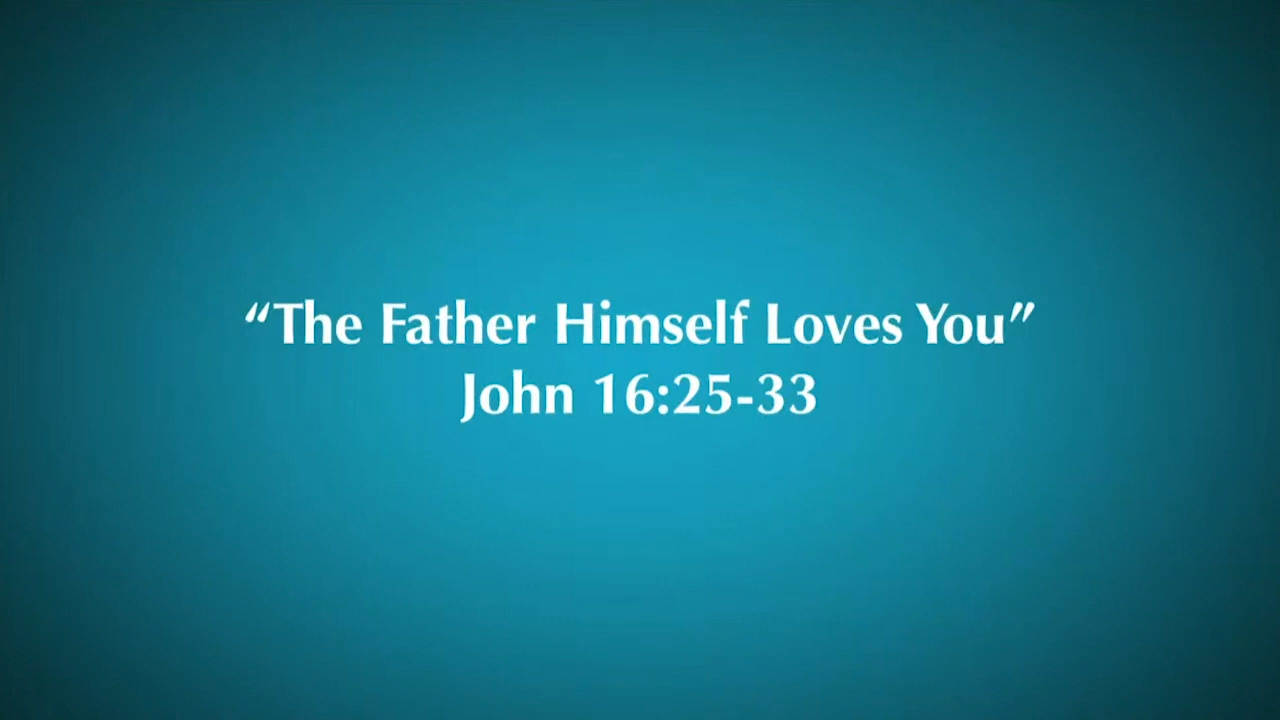 “The Father Himself Loves You”
John 16:25-33